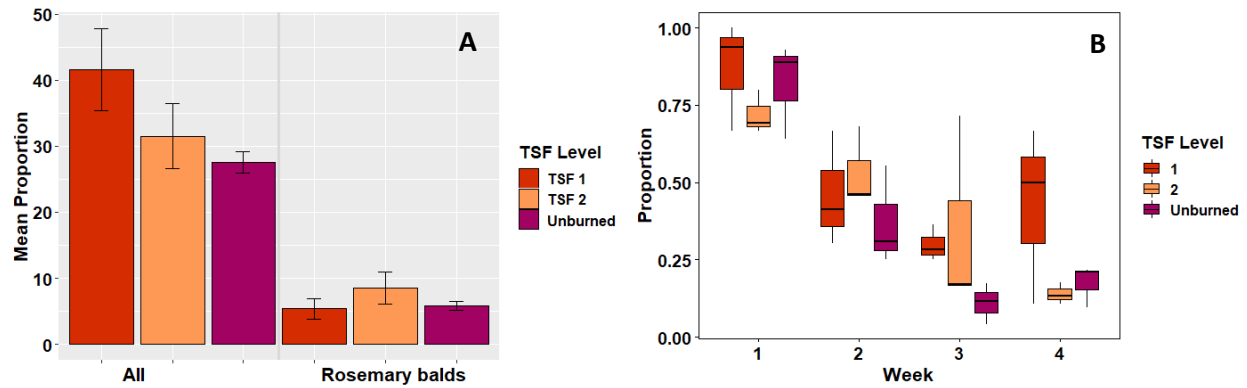 A
50
40
30
20
10
0
Mean Proportion
All Rosemary balds
TSF Level
TSF 1
TSF 2
Unburned
B
1.00
0.75
0.50
0.25
0.00
Proportion
1 2 3 4
Week
TSF Level
1
2
Unburned